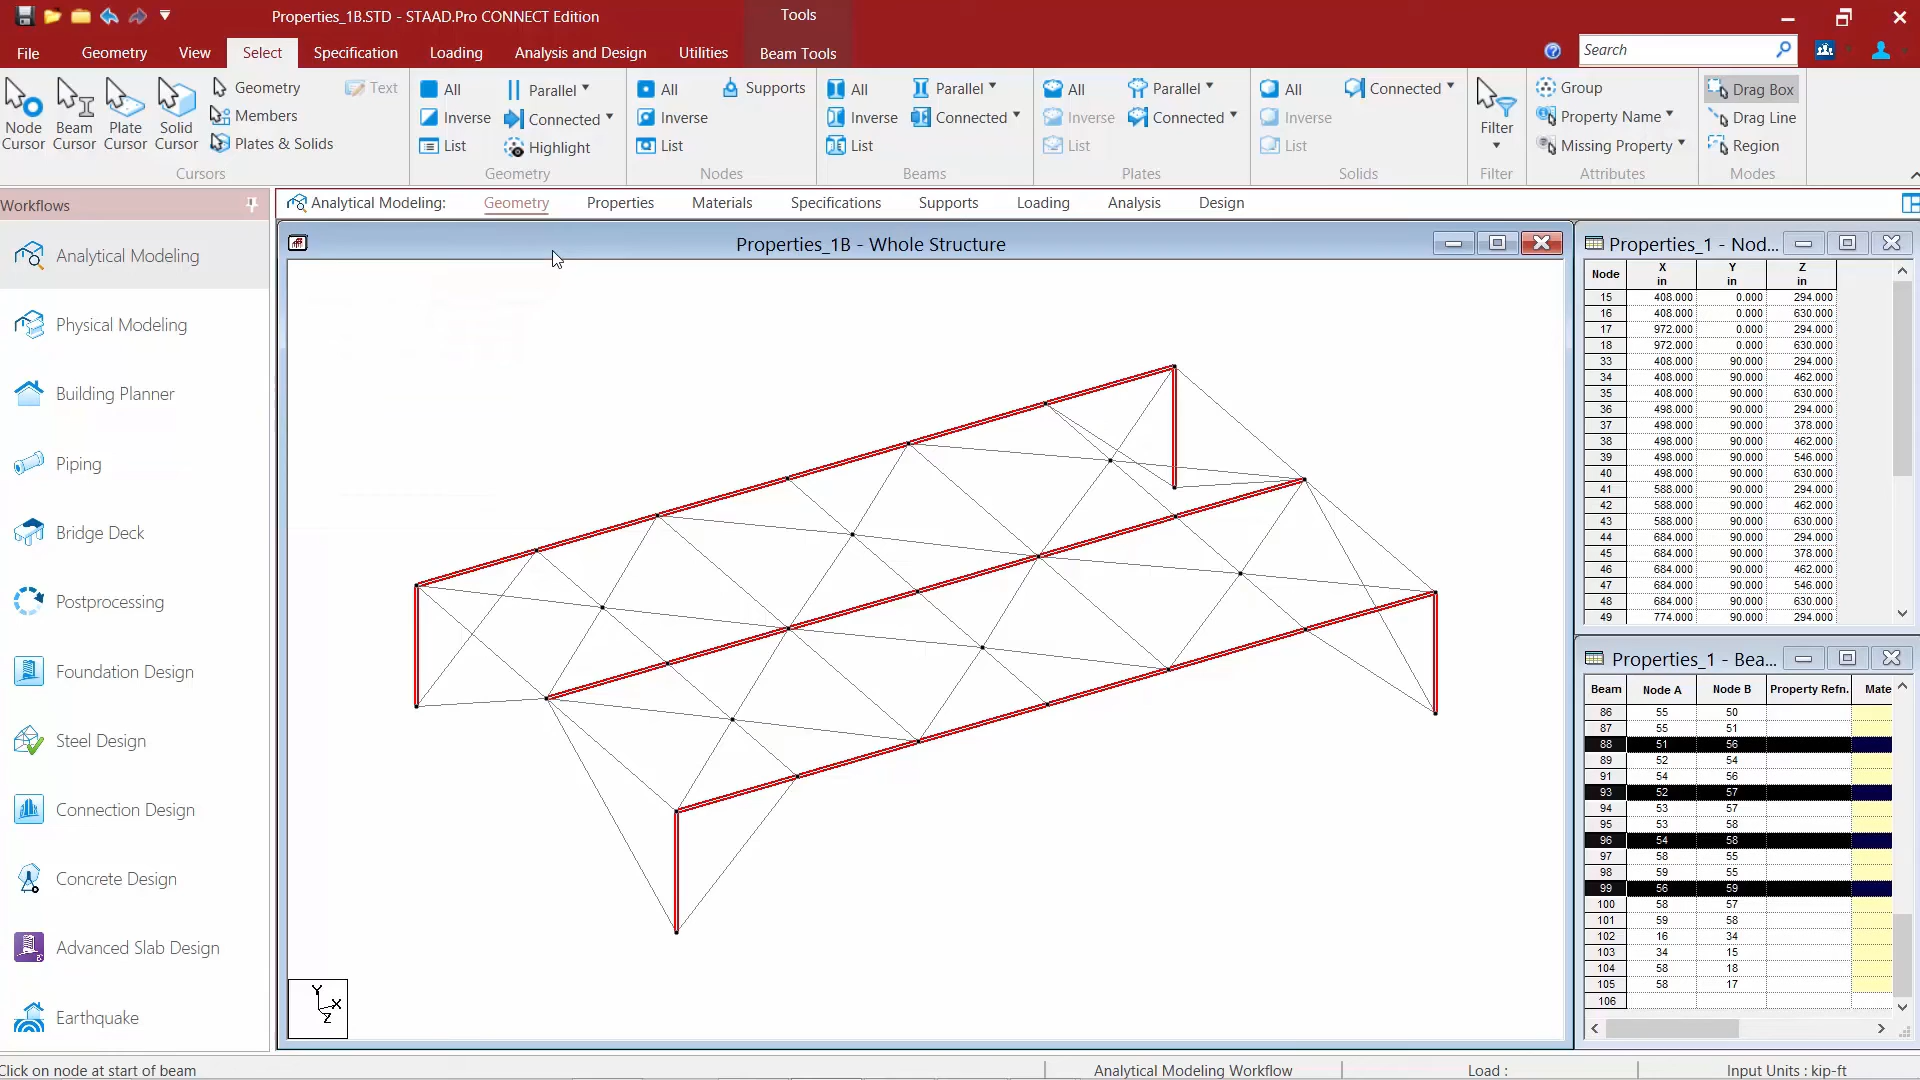 Properties_1B.STD - STAAD.Pro CONNECT Edition
Tools
File
Geometry
View
Select
Specification
Loading
Analysis and Design
Utilities
Beam Tools
Search
Node Cursor
Beam Cursor
Plate Cursor
Solid Cursor
Geometry
Members
Plates & Solids
Text
Cursors
All
Inverse
List
Parallel
Connected
Highlight
Geometry
All
Inverse
List
Supports
Nodes
All
Inverse
List
Parallel
Connected
Beams
All
Inverse
List
Parallel
Connected
Plates
All
Inverse
List
Connected
Solids
Filter
Filter
Group
Property Name
Missing Property
Attributes
Drag Box
Drag Line
Region
Modes
Workflows
Analytical Modeling
Physical Modeling
Building Planner
Piping
Bridge Deck
Postprocessing
Foundation Design
Steel Design
Connection Design
Concrete Design
Advanced Slab Design
Earthquake
Analytical Modeling:
Geometry
Properties
Materials
Specifications
Supports
Loading
Analysis
Design
Properties_1B - Whole Structure
Y
X
Z
Properties_1 - Nod...
Node X in Y in Z in
15 408.000 0.000 294.000
16 408.000 0.000 630.000
17 972.000 0.000 294.000
18 972.000 0.000 630.000
33 408.000 90.000 294.000
34 408.000 90.000 462.000
35 408.000 90.000 630.000
36 498.000 90.000 294.000
37 498.000 90.000 378.000
38 498.000 90.000 462.000
39 498.000 90.000 546.000
40 498.000 90.000 630.000
41 588.000 90.000 294.000
42 588.000 90.000 462.000
43 588.000 90.000 630.000
44 684.000 90.000 294.000
45 684.000 90.000 378.000
46 684.000 90.000 462.000
47 684.000 90.000 546.000
48 684.000 90.000 630.000
49 774.000 90.000 294.000
Properties_1 - Bea...
Beam Node A Node B Property Refn. Mate
86 55 50
87 55 51
88 51 56
89 52 54
91 54 56
93 52 57
94 53 57
95 53 58
96 54 58
97 58 55
98 59 55
99 56 59
100 58 57
101 59 58
102 16 34
103 34 15
104 58 18
105 58 17
106
Click on node at start of beam
Analytical Modeling Workflow
Load :
Input Units : kip-ft